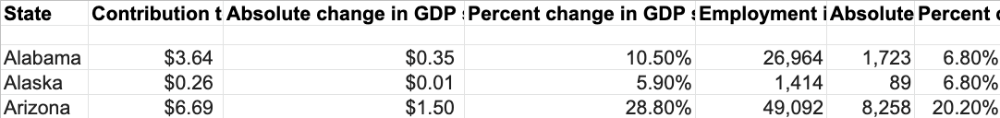 State Contribution t Absolute change in GDP Percent change in GDP Employment i Absolute Percent
Alabama $3.64 $0.35 10.50% 26,964 1,723 6.80%
Alaska $0.26 $0.01 5.90% 1,414 89 6.80%
Arizona $6.69 $1.50 28.80% 49,092 8,258 20.20%